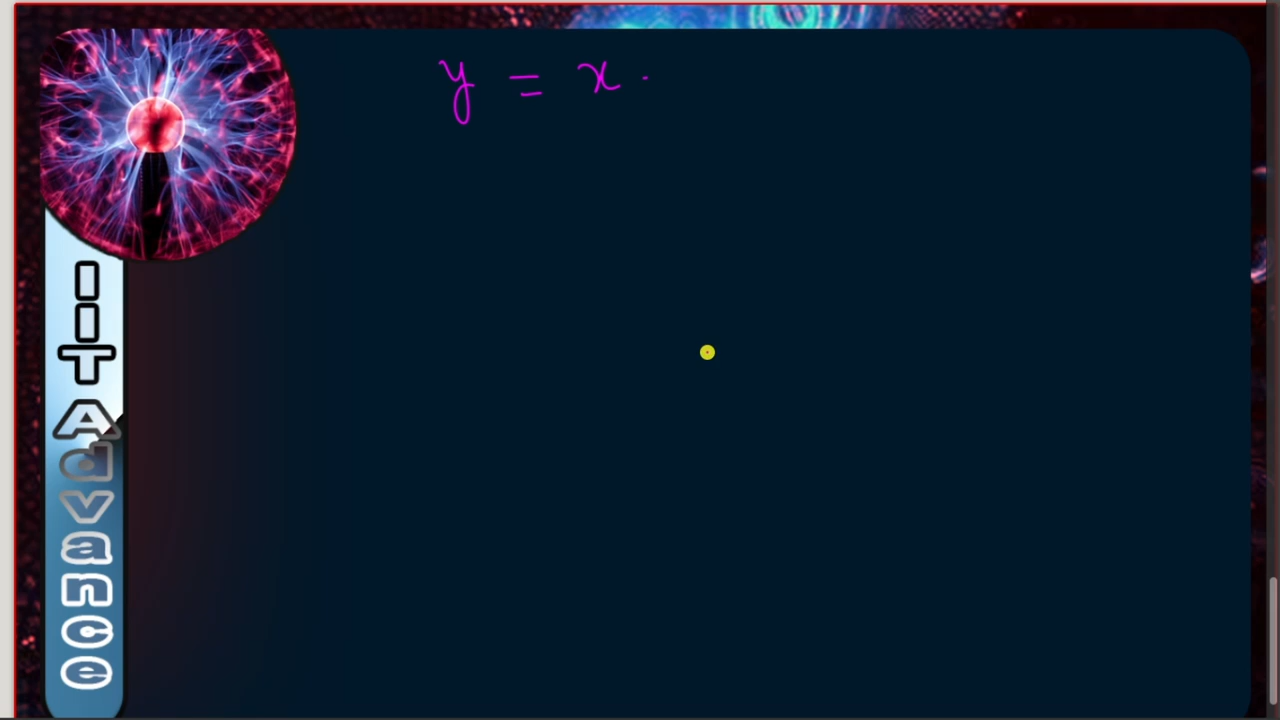 y = x .
IIT Advance